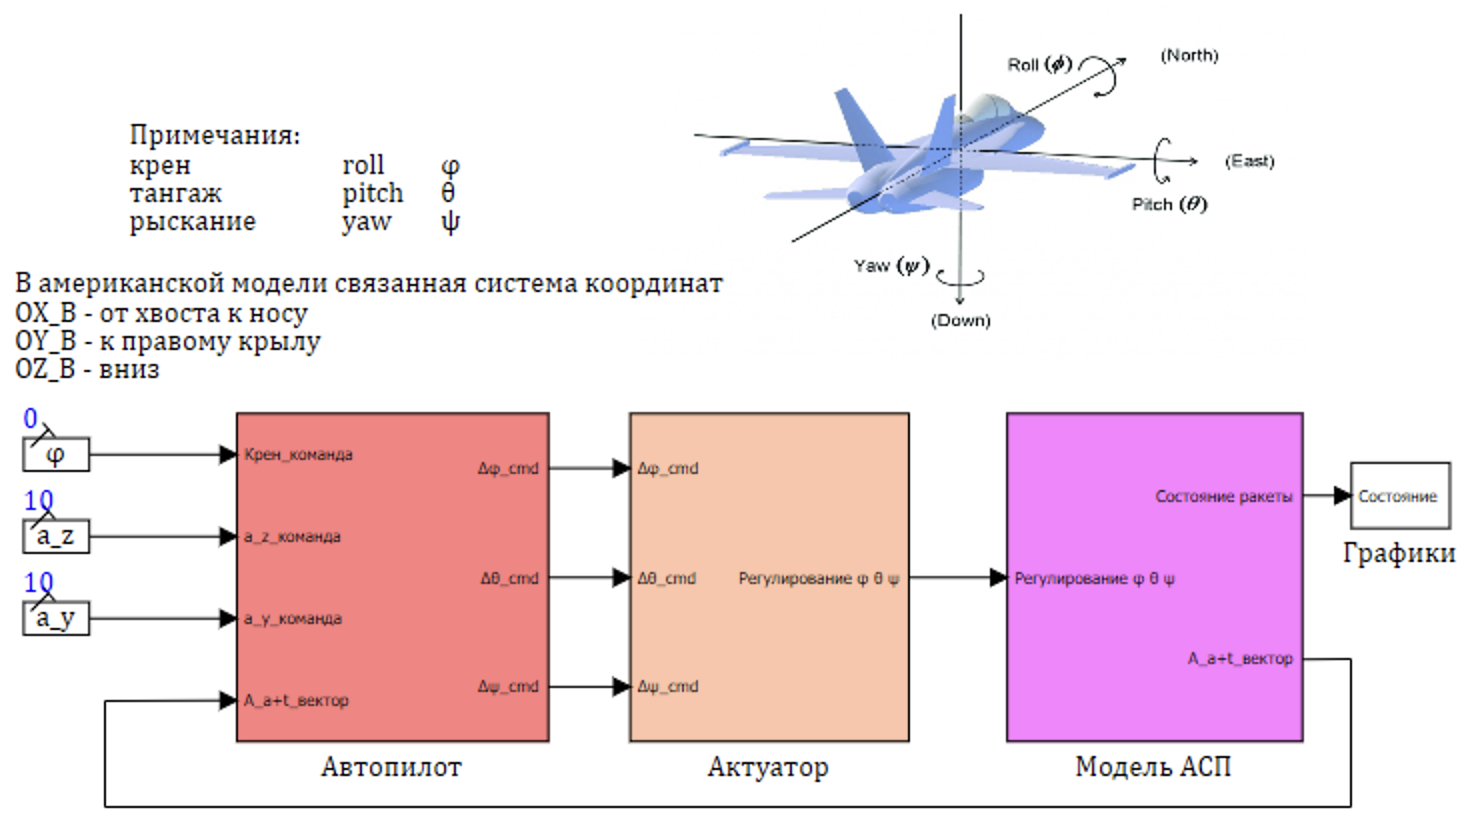 Roll (ϕ)
(North)
(East)
Pitch (θ)
Yaw (ψ)
(Down)
Примечания:
крен roll φ
тангаж pitch θ
рыскание yaw ψ
В американской модели связанная система координат
OX_B - от хвоста к носу
OY_B - к правому крылу
OZ_B - вниз
0
φ
10
a_z
10
a_y
Крен_команда
a_z_команда
a_y_команда
A_a+t_вектор
Δφ_cmd
Δθ_cmd
Δψ_cmd
Автопилот
Δφ_cmd
Δθ_cmd
Δψ_cmd
Регулирование φ θ ψ
Актуатор
Регулирование φ θ ψ
Состояние ракеты
A_a+t_вектор
Модель АСП
Состояние
Графики